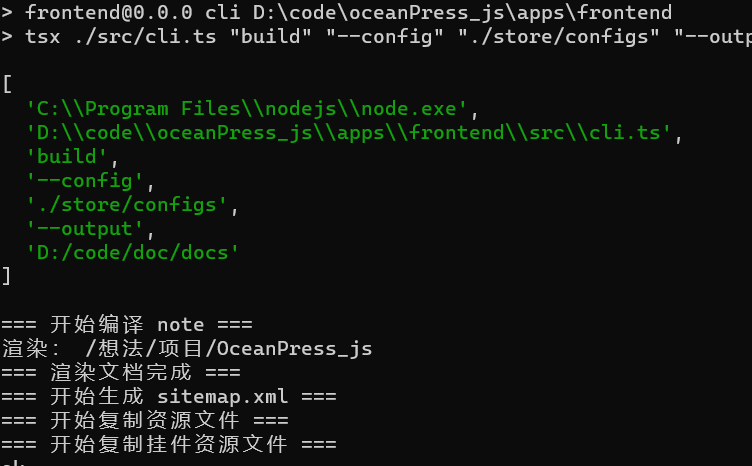 > frontend@0.0.0 cli D:\code\oceanPress_js\apps\frontend
> tsx ./src/cli.ts "build" "--config" "./store/configs" "--outp
[
'C:\\Program Files\\nodejs\\node.exe',
'D:\\code\\oceanPress_js\\apps\\frontend\\src\\cli.ts',
'build',
'--config',
'./store/configs',
'--output',
'D:/code/doc/docs'
]
=== 开始编译 note ===
渲染： /想法/项目/OceanPress_js
=== 渲染文档完成 ===
=== 开始生成 sitemap.xml ===
=== 开始复制资源文件 ===
=== 开始复制挂件资源文件 ===